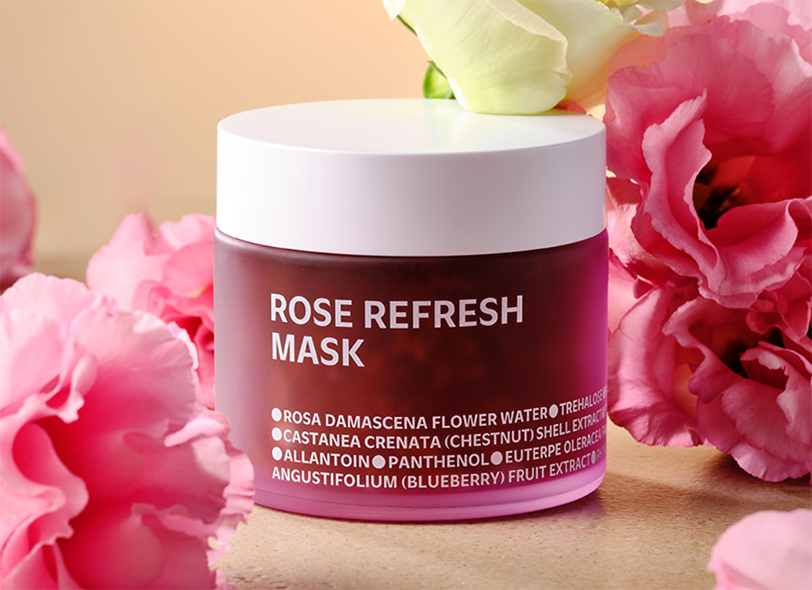 ROSE REFRESH
MASK
●ROSA DAMASCENA FLOWER WATER●TREHALOSE
●CASTANEA CRENATA (CHESTNUT) SHELL EXTRACT
●ALLANTOIN●PANTHENOL●EUTERPE OLERACEA
ANGUSTIFOLIUM (BLUEBERRY) FRUIT EXTRACT●